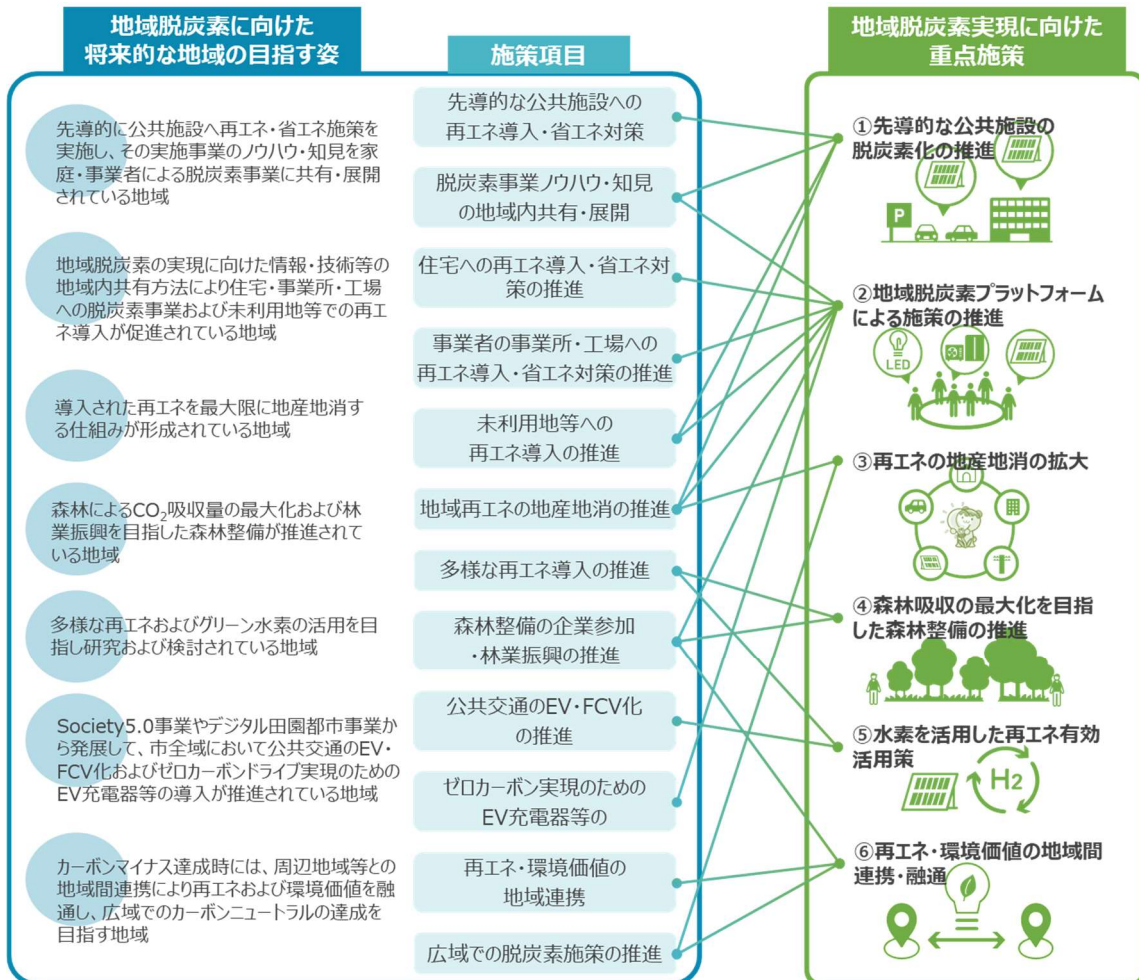 地域脱炭素に向けた
将来的な地域の目指す姿
先導的に公共施設へ再エネ・省エネ施策を
実施し、その実施事業のノウハウ・知見を家
庭・事業者による脱炭素事業に共有・展開
されている地域
地域脱炭素の実現に向けた情報・技術等の
地域内共有方法により住宅・事業所・工場
への脱炭素事業および未利用地等での再エ
ネ導入が促進されている地域
導入された再エネを最大限に地産地消す
る仕組みが形成されている地域
森林によるCO₂吸収量の最大化および林
業振興を目指した森林整備が推進されて
いる地域
多様な再エネおよびグリーン水素の活用を目
指し研究および検討されている地域
Society5.0事業やデジタル田園都市事業か
ら発展して、市全域において公共交通のEV・
FCV化およびゼロカーボンドライブ実現のための
EV充電器等の導入が推進されている地域
カーボンマイナス達成時には、周辺地域等との
地域間連携により再エネおよび環境価値を融
通し、広域でのカーボンニュートラルの達成を
目指す地域
施策項目
先導的な公共施設への
再エネ導入・省エネ対策
脱炭素事業ノウハウ・知見
の地域内共有・展開
住宅への再エネ導入・省エネ対
策の推進
事業者の事業所・工場への
再エネ導入・省エネ対策の推進
未利用地等への
再エネ導入の推進
地域再エネの地産地消の推進
多様な再エネ導入の推進
森林整備の企業参加
・林業振興の推進
公共交通のEV・FCV化
の推進
ゼロカーボン実現のための
EV充電器等の
再エネ・環境価値の
地域連携
広域での脱炭素施策の推進
地域脱炭素実現に向けた
重点施策
①先導的な公共施設の
脱炭素化の推進
P
②地域脱炭素プラットフォーム
による施策の推進
LED
③再エネの地産地消の拡大
④森林吸収の最大化を目指
した森林整備の推進
⑤水素を活用した再エネ有効
活用策
H2
⑥再エネ・環境価値の地域間
連携・融通